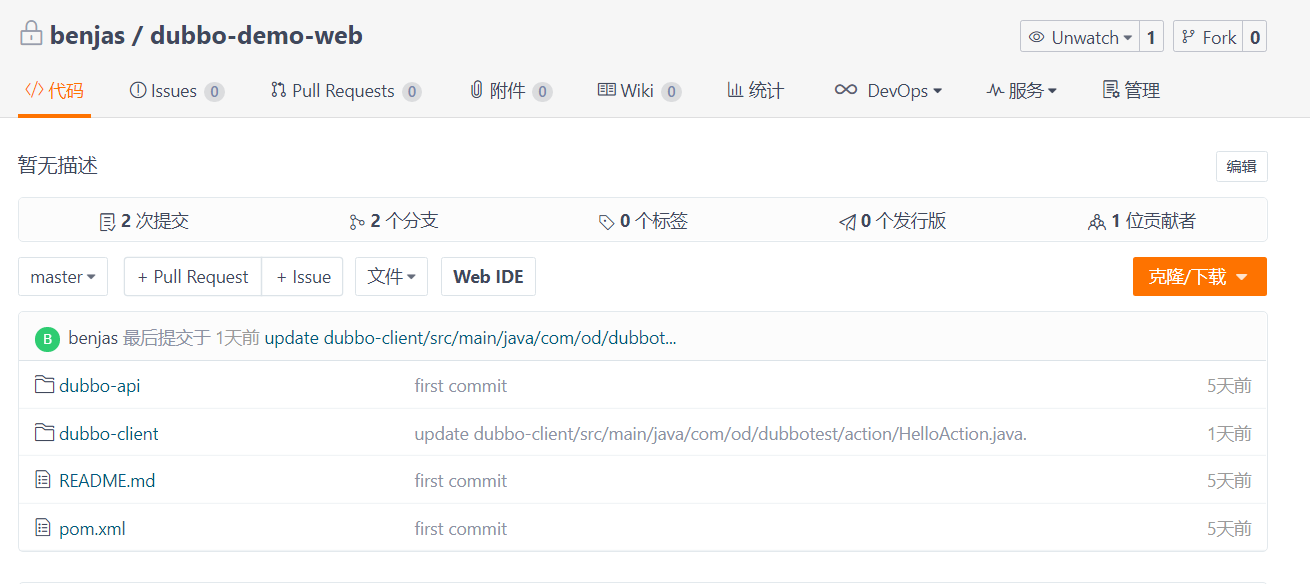 benjas / dubbo-demo-web
Unwatch 1 Fork 0
代码 Issues 0 Pull Requests 0 附件 0 Wiki 0 统计 DevOps 服务 管理
暂无描述 编辑
2 次提交 2 个分支 0 个标签 0 个发行版 1 位贡献者
master + Pull Request + Issue 文件 Web IDE 克隆/下载
B benjas 最后提交于 1天前 update dubbo-client/src/main/java/com/od/dubbot...
dubbo-api first commit 5天前
dubbo-client update dubbo-client/src/main/java/com/od/dubbotest/action/HelloAction.java. 1天前
README.md first commit 5天前
pom.xml first commit 5天前